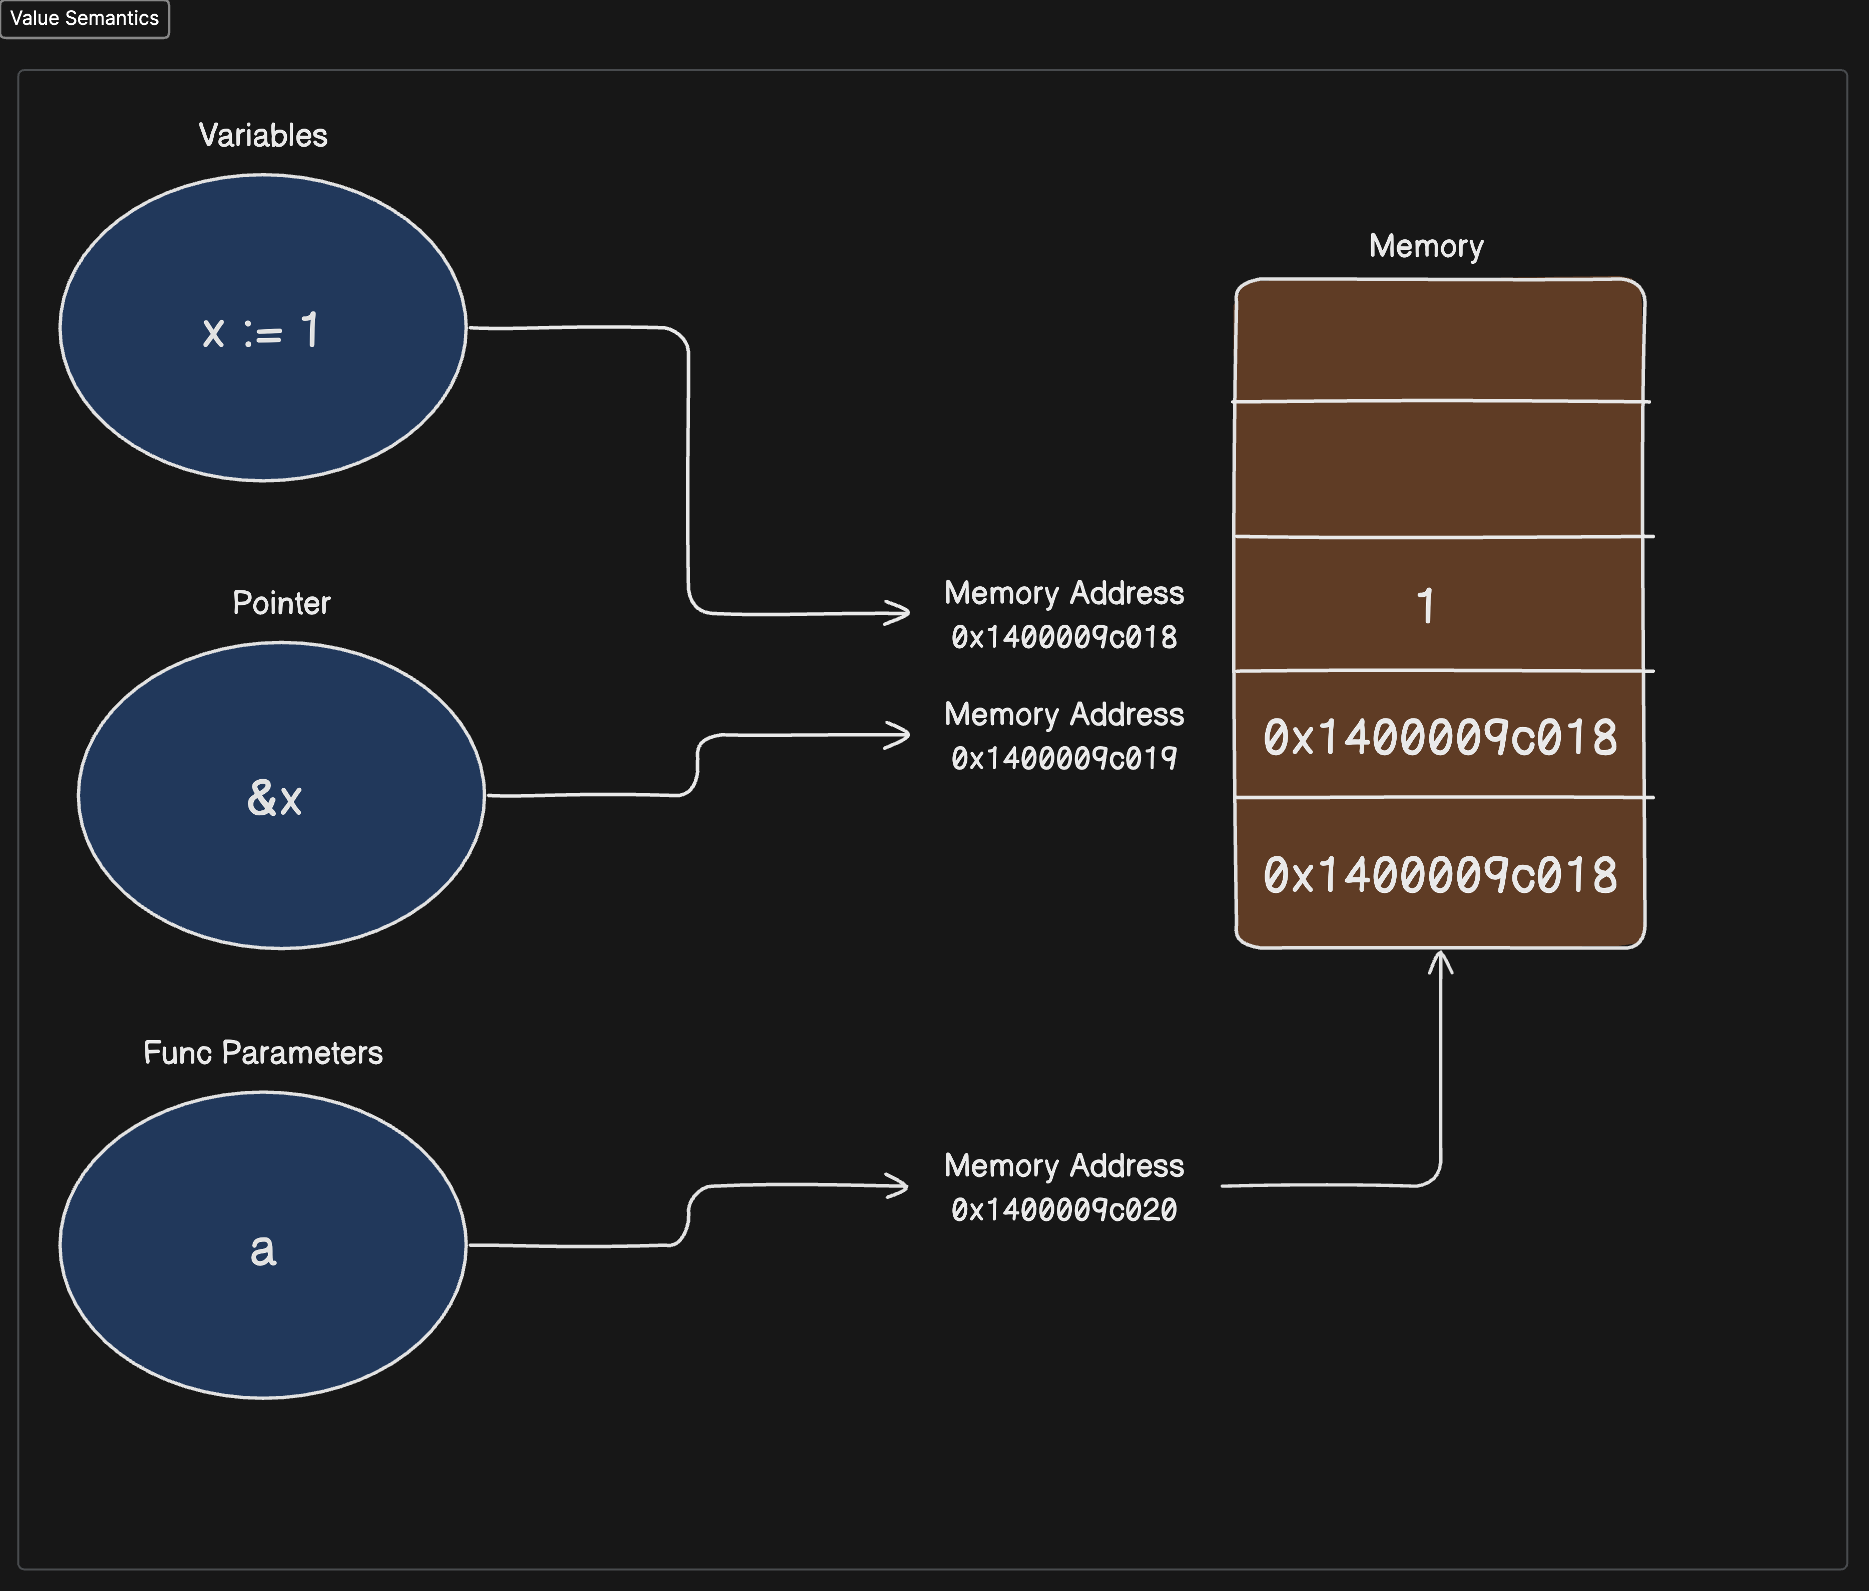 Value Semantics
Variables
x := 1
Memory
Pointer
&x
Memory Address
0x1400009c018
Memory Address
0x1400009c019
1
0x1400009c018
0x1400009c018
Func Parameters
a
Memory Address
0x1400009c020